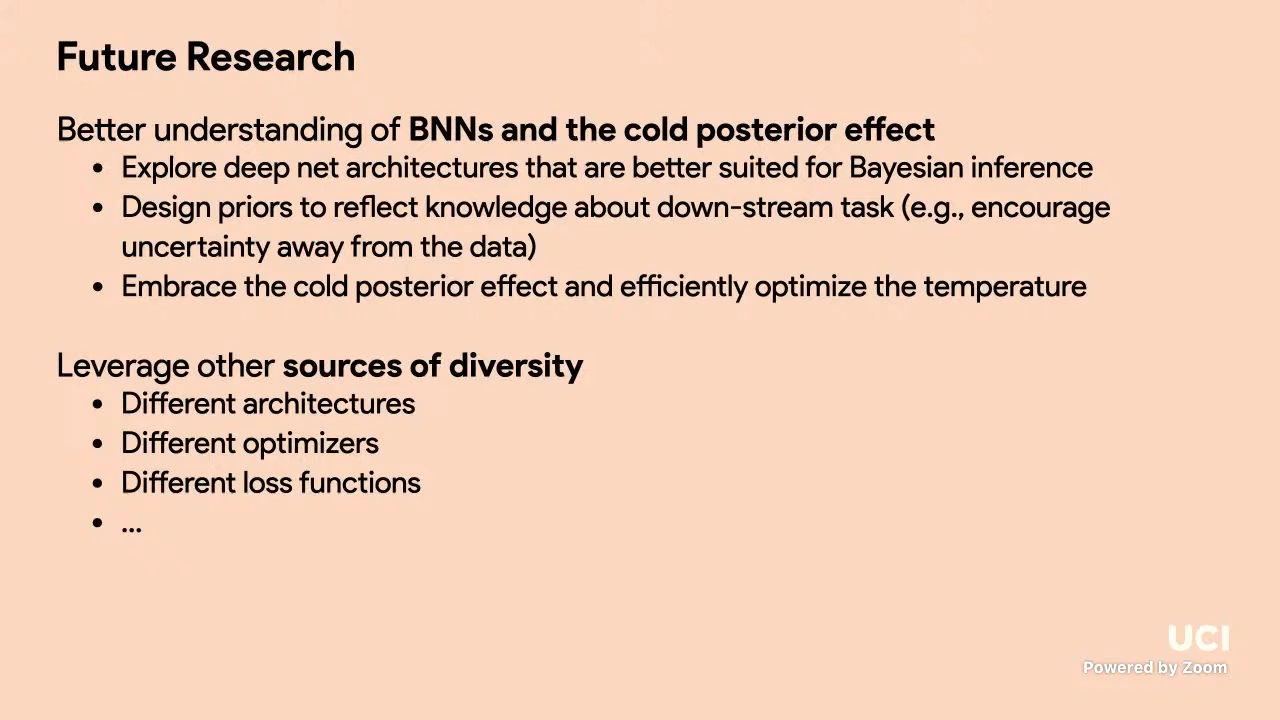 Future Research
Better understanding of BNNs and the cold posterior effect
• Explore deep net architectures that are better suited for Bayesian inference
• Design priors to reflect knowledge about down-stream task (e.g., encourage
uncertainty away from the data)
• Embrace the cold posterior effect and efficiently optimize the temperature
Leverage other sources of diversity
• Different architectures
• Different optimizers
• Different loss functions
• ...
UCI
Powered by Zoom